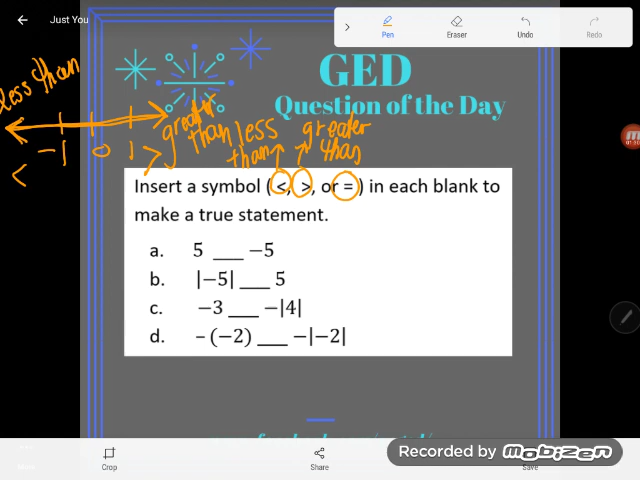 Just You
Pen
Eraser
Undo
Redo
GED
Question of the Day
less than
greater than
less than
greater than
-1 0 1
< >
Insert a symbol ( <, >, or = ) in each blank to
make a true statement.
a. 5 ___ −5
b. |−5| ___ 5
c. −3 ___ −|4|
d. – (−2) ___ −|−2|
Crop
Share
Save
Recorded by mobizen